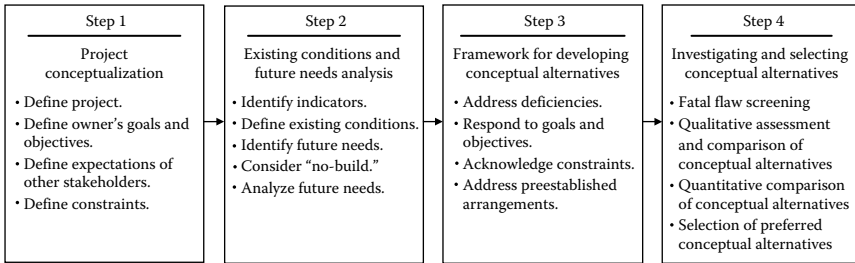 Step 1
Project
conceptualization
• Define project.
• Define owner's goals and
objectives.
• Define expectations of
other stakeholders.
• Define constraints.
Step 2
Existing conditions and
future needs analysis
• Identify indicators.
• Define existing conditions.
• Identify future needs.
• Consider “no-build.”
• Analyze future needs.
Step 3
Framework for developing
conceptual alternatives
• Address deficiencies.
• Respond to goals and
objectives.
• Acknowledge constraints.
• Address preestablished
arrangements.
Step 4
Investigating and selecting
conceptual alternatives
• Fatal flaw screening
• Qualitative assessment
and comparison of
conceptual alternatives
• Quantitative comparison
of conceptual alternatives
• Selection of preferred
conceptual alternatives